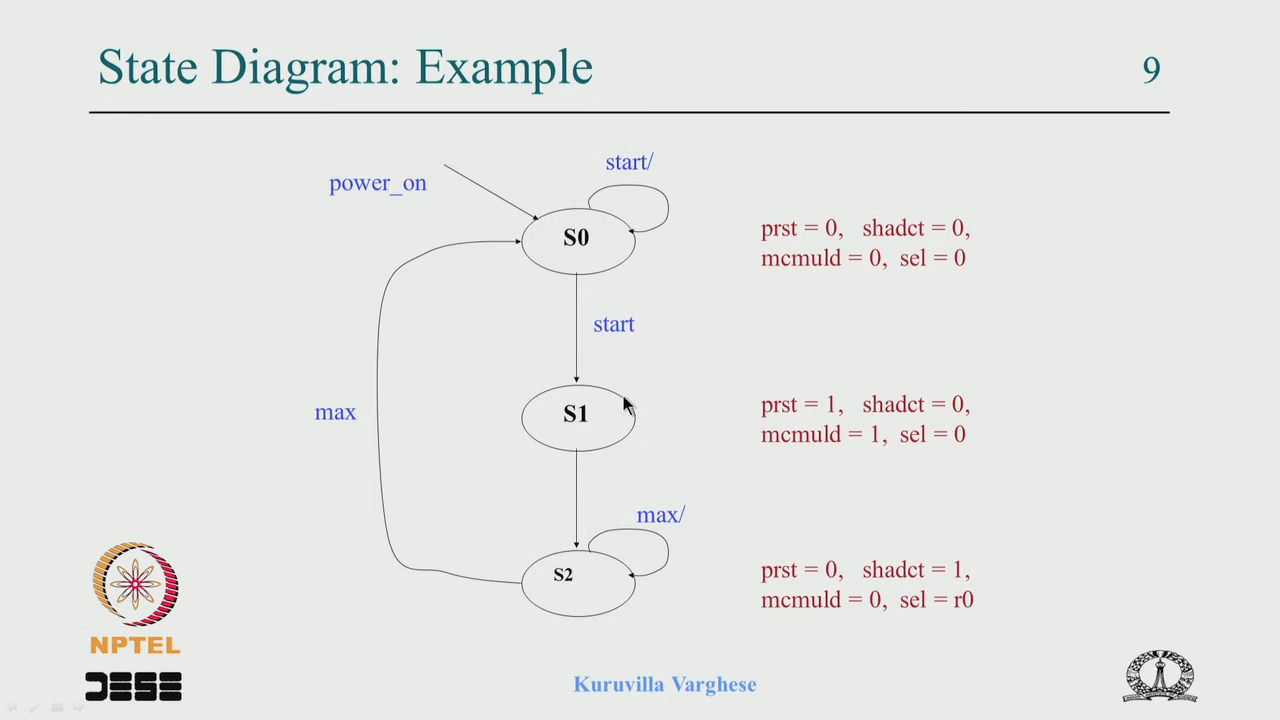 State Diagram: Example
9
start/
power_on
S0
prst = 0, shadct = 0,
mcmuld = 0, sel = 0
start
max
S1
prst = 1, shadct = 0,
mcmuld = 1, sel = 0
max/
S2
prst = 0, shadct = 1,
mcmuld = 0, sel = r0
NPTEL
DESE
Kuruvilla Varghese